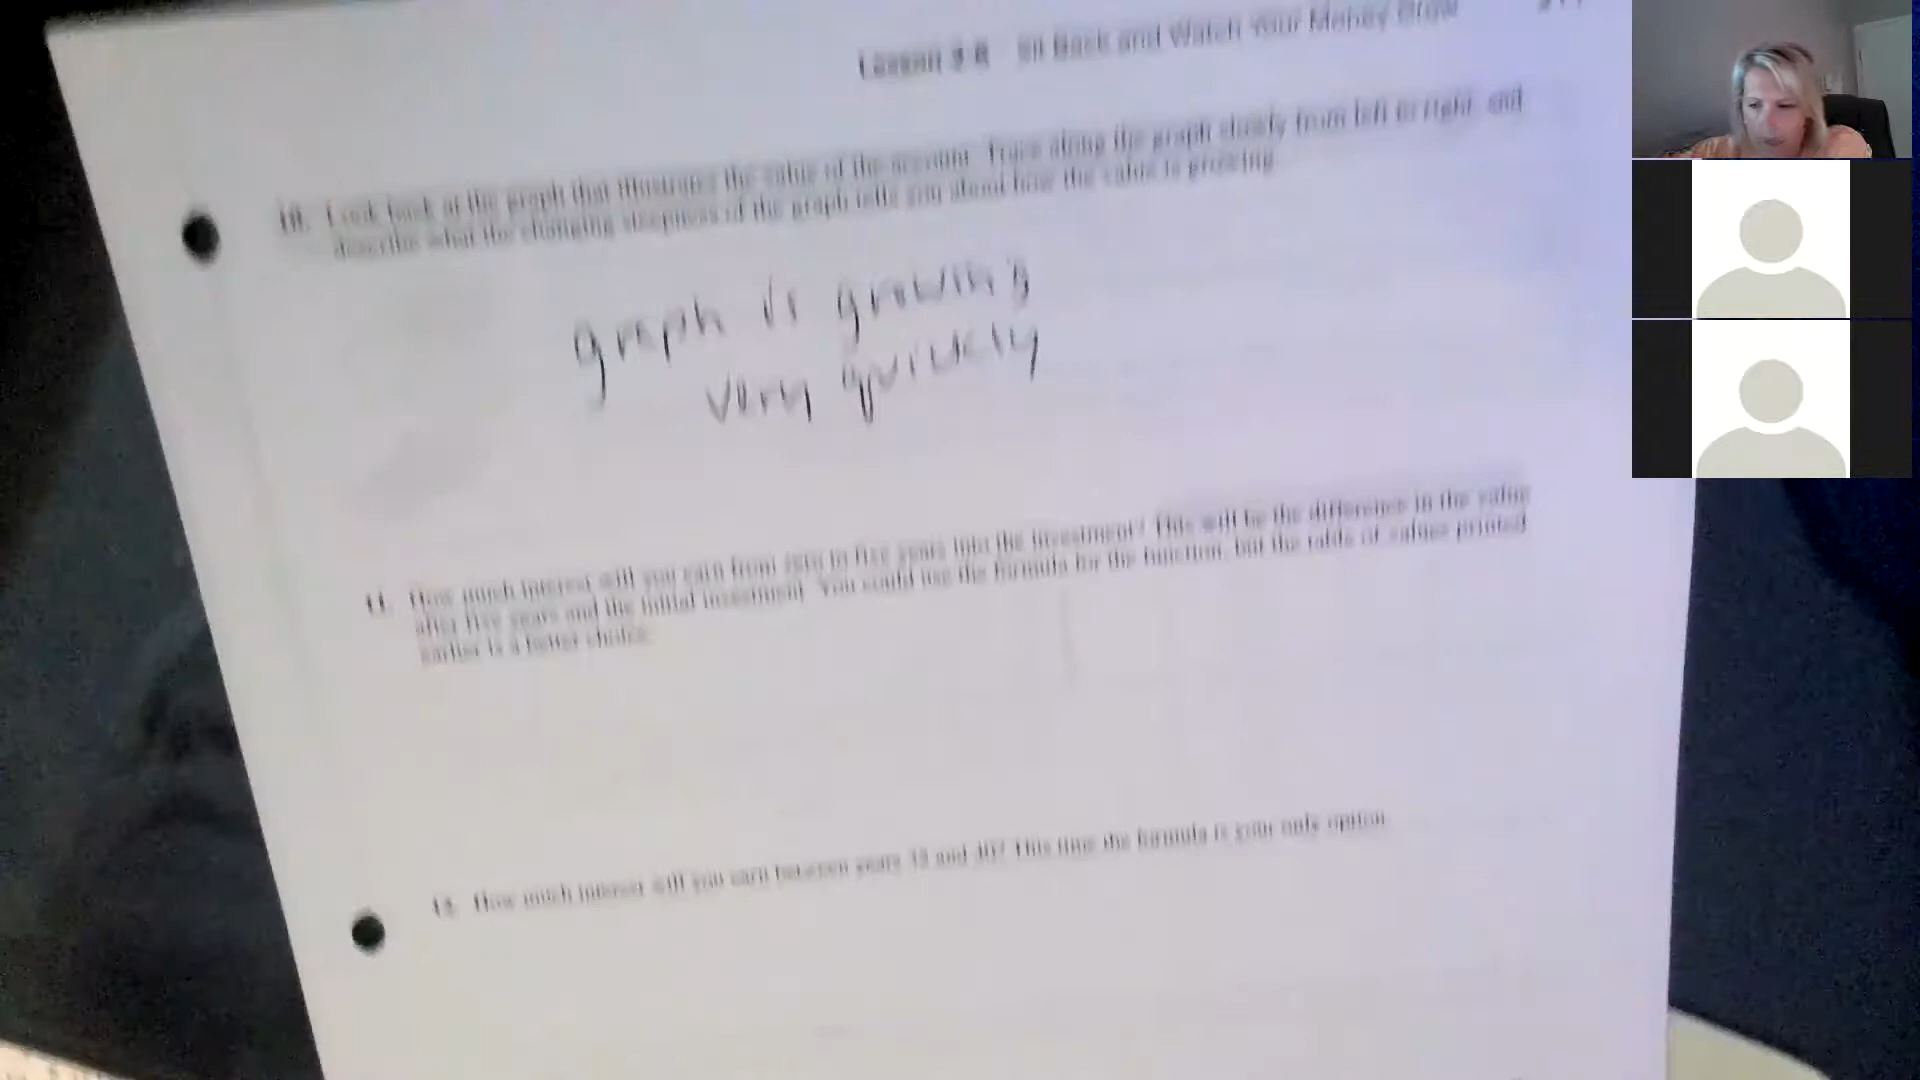 Lesson 3-8 Sit Back and Watch Your Money Grow
10. Look back at the graph that illustrates the value of the account. Trace along the graph slowly from left to right, and
describe what the changing steepness of the graph tells you about how the value is growing.
graph is growing
very quickly
11. How much interest will you earn from zero to five years into the investment? This will be the difference in the value
after five years and the initial investment. You could use the formula for the function, but the table of values printed
earlier is a better choice.
How much interest will you earn between years and This time the formula is your only option.